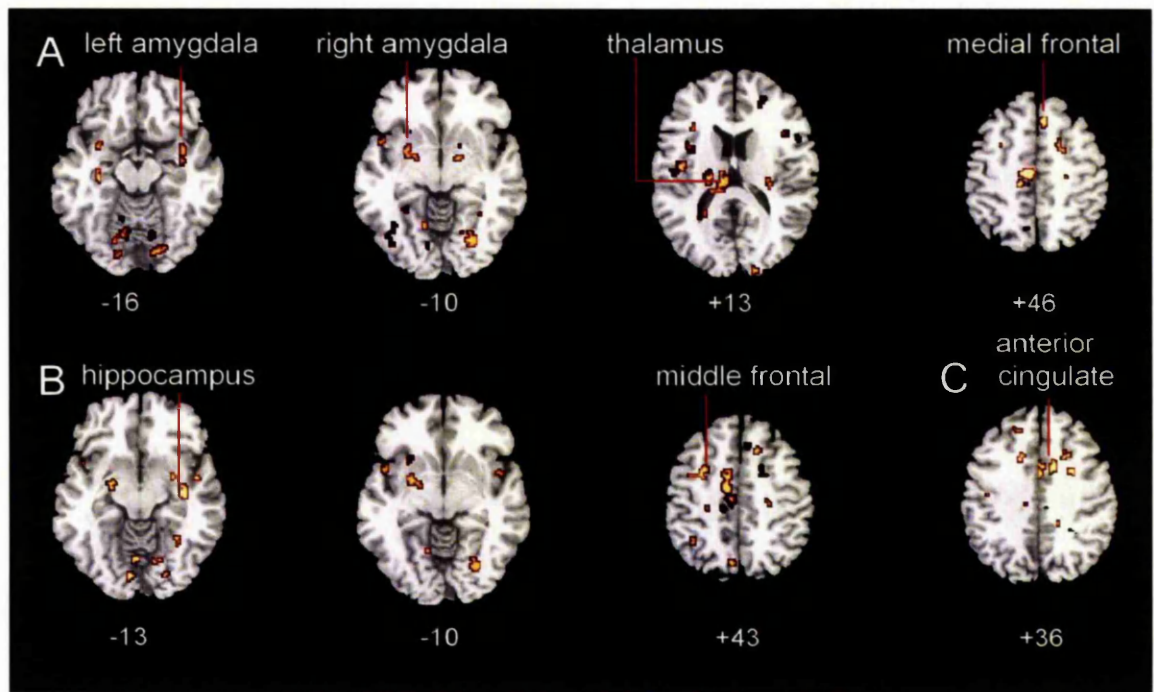 A left amygdala
right amygdala
thalamus
medial frontal
-16
-10
+13
+46
B hippocampus
middle frontal
C anterior
cingulate
-13
-10
+43
+36